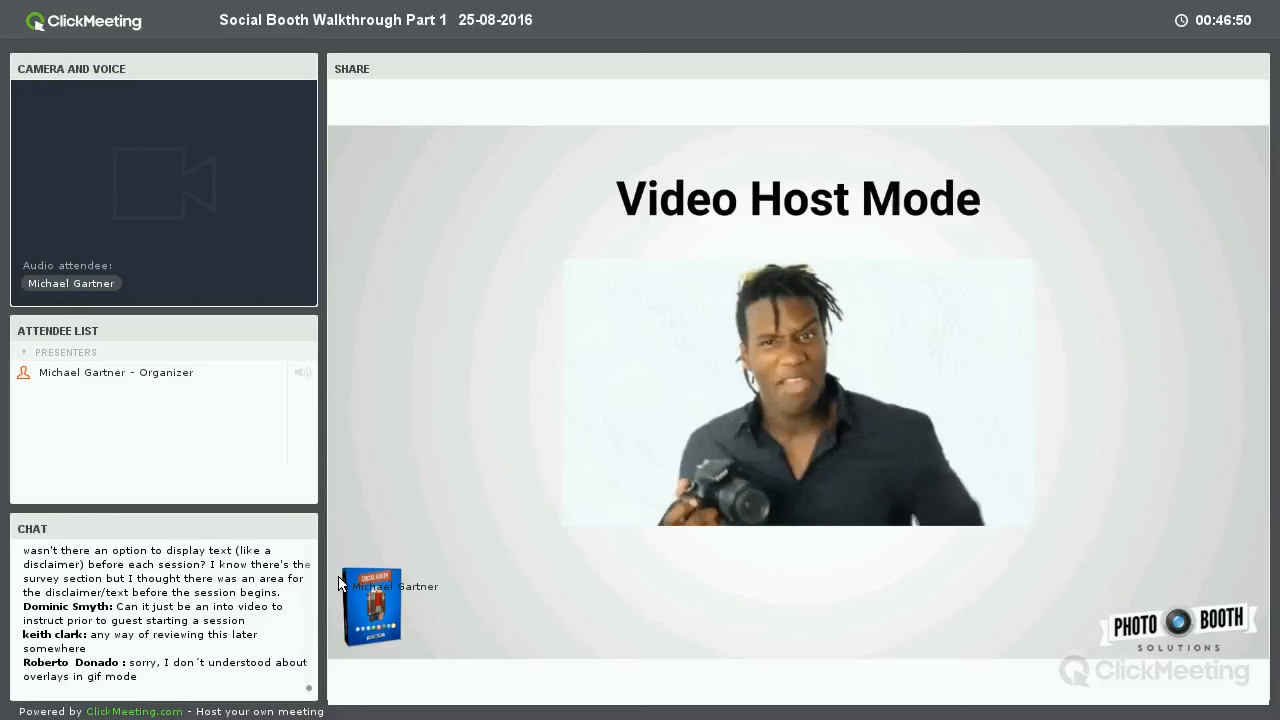 ClickMeeting
Social Booth Walkthrough Part 1 25-08-2016
00:46:50
CAMERA AND VOICE
Audio attendee:
Michael Gartner
ATTENDEE LIST
PRESENTERS
Michael Gartner - Organizer
CHAT
wasn't there an option to display text (like a
disclaimer) before each session? I know there's the
survey section but I thought there was an area for
the disclaimer/text before the session begins.
Dominic Smyth: Can it just be an into video to
instruct prior to guest starting a session
keith clark: any way of reviewing this later
somewhere
Roberto Donado : sorry, I don´t understood about
overlays in gif mode
Powered by ClickMeeting.com - Host your own meeting
SHARE
Video Host Mode
SOCIAL BOOTH
Michael Gartner
PHOTO BOOTH
SOLUTIONS
ClickMeeting